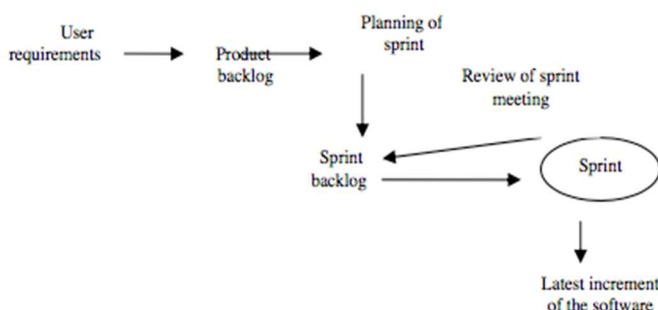 User
requirements
Product
backlog
Planning of
sprint
Review of sprint
meeting
Sprint
backlog
Sprint
Latest increment
of the software